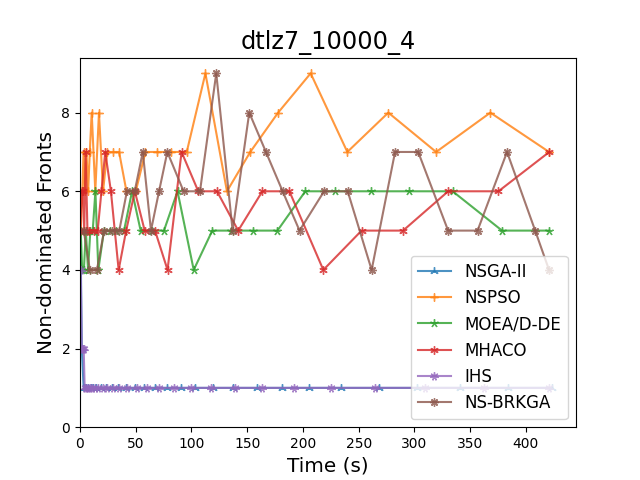 dtlz7_10000_4
Non-dominated Fronts
8
6
4
2
0
0 50 100 150 200 250 300 350 400
Time (s)
NSGA-II
NSPSO
MOEA/D-DE
MHACO
IHS
NS-BRKGA